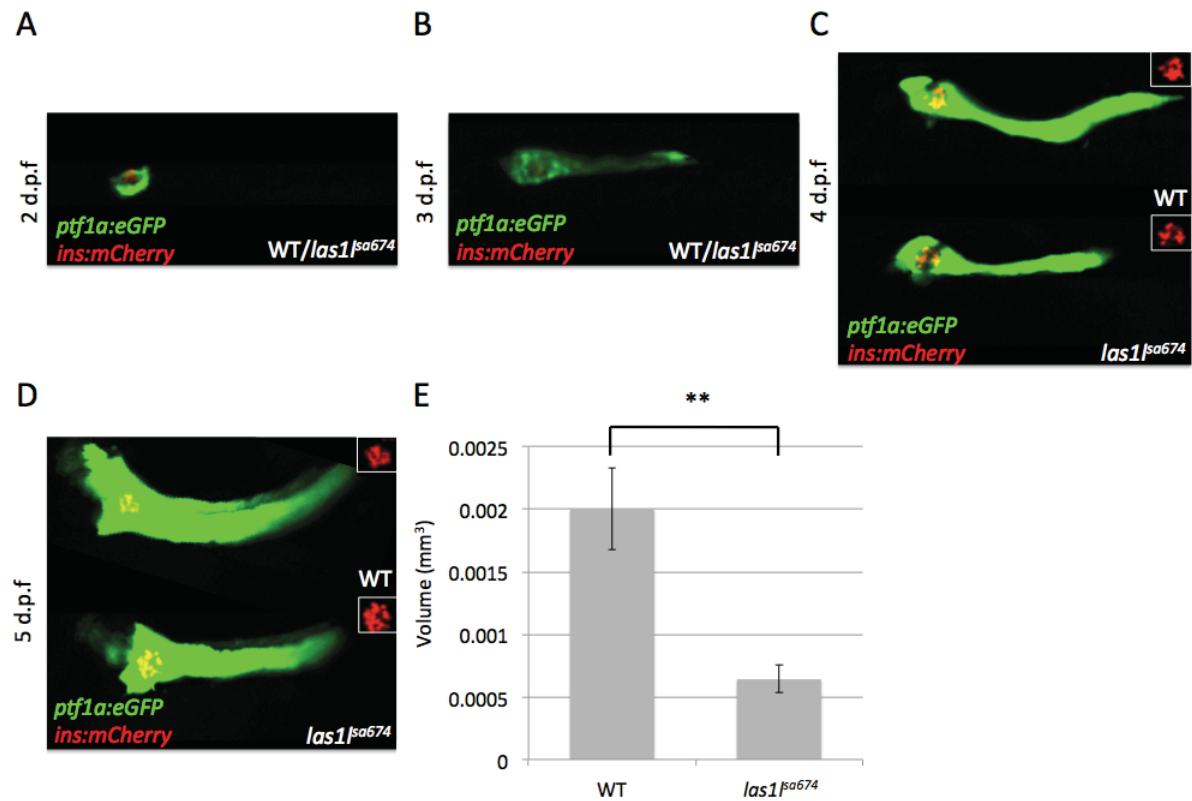 A
2 d.p.f
ptf1a:eGFP
ins:mCherry
WT/las1l^sa674
B
3 d.p.f
ptf1a:eGFP
ins:mCherry
WT/las1l^sa674
C
4 d.p.f
WT
ptf1a:eGFP
ins:mCherry
las1l^sa674
D
5 d.p.f
WT
ptf1a:eGFP
ins:mCherry
las1l^sa674
E
**
Volume (mm³)
0.0025
0.002
0.0015
0.001
0.0005
0
WT
las1l^sa674